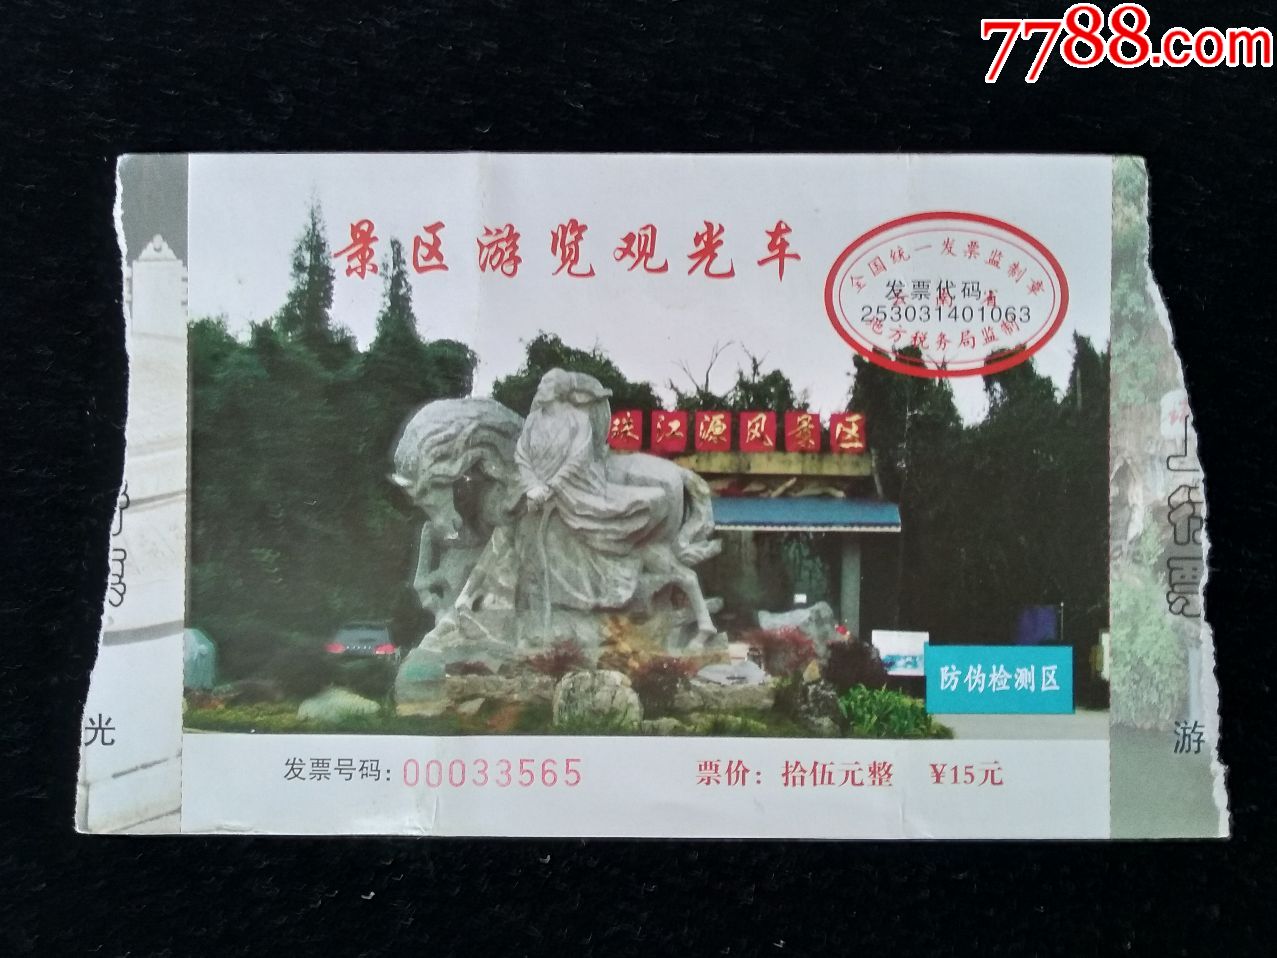 7788.com
景区游览观光车
全国统一发票监制章
发票代码:
云南省
253031401063
地方税务局监制
珠江源风景区
防伪检测区
光
游
发票号码:00033565
票价:拾伍元整 ¥15元